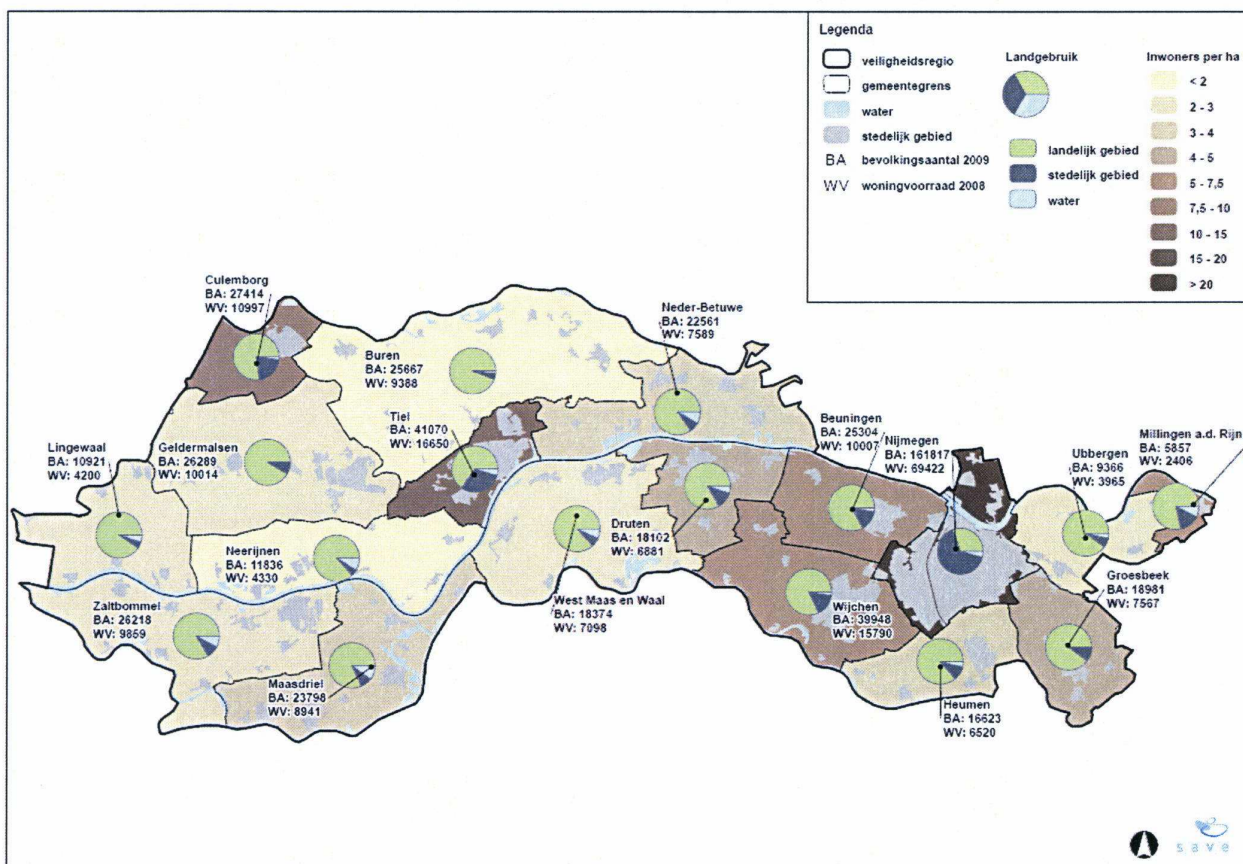 Legenda
veiligheidsregio
gemeentegrens
water
stedelijk gebied
BA bevolkingsaantal 2009
WV woningvoorraad 2008
Landgebruik
landelijk gebied
stedelijk gebied
water
Inwoners per ha
< 2
2 - 3
3 - 4
4 - 5
5 - 7,5
7,5 - 10
10 - 15
15 - 20
> 20
Culemborg
BA: 27414
WV: 10997
Neder-Betuwe
BA: 22561
WV: 7589
Buren
BA: 25667
WV: 9388
Tiel
BA: 41070
WV: 16650
Beuningen
BA: 25304
WV: 10007
Nijmegen
BA: 161817
WV: 69422
Ubbergen
BA: 9366
WV: 3965
Millingen a.d. Rijn
BA: 5857
WV: 2406
Lingewaal
BA: 10921
WV: 4200
Geldermalsen
BA: 26289
WV: 10014
Druten
BA: 18102
WV: 6881
Neerijnen
BA: 11836
WV: 4330
Groesbeek
BA: 18981
WV: 7567
Zaltbommel
BA: 26218
WV: 9859
West Maas en Waal
BA: 18374
WV: 7098
Wijchen
BA: 39948
WV: 15790
Maasdriel
BA: 23798
WV: 8941
Heumen
BA: 16623
WV: 6520
save